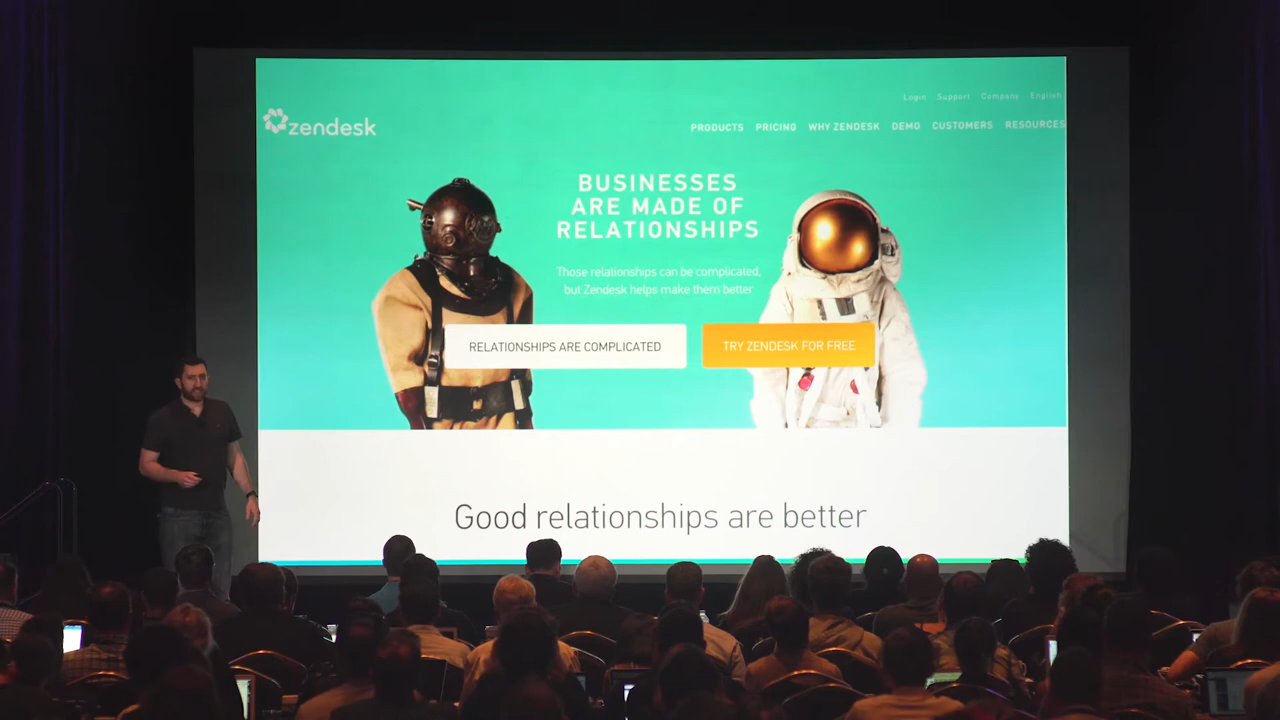 Login Support Company English
zendesk
PRODUCTS PRICING WHY ZENDESK DEMO CUSTOMERS RESOURCES
BUSINESSES
ARE MADE OF
RELATIONSHIPS
Those relationships can be complicated,
but Zendesk helps make them better
RELATIONSHIPS ARE COMPLICATED
TRY ZENDESK FOR FREE
Good relationships are better